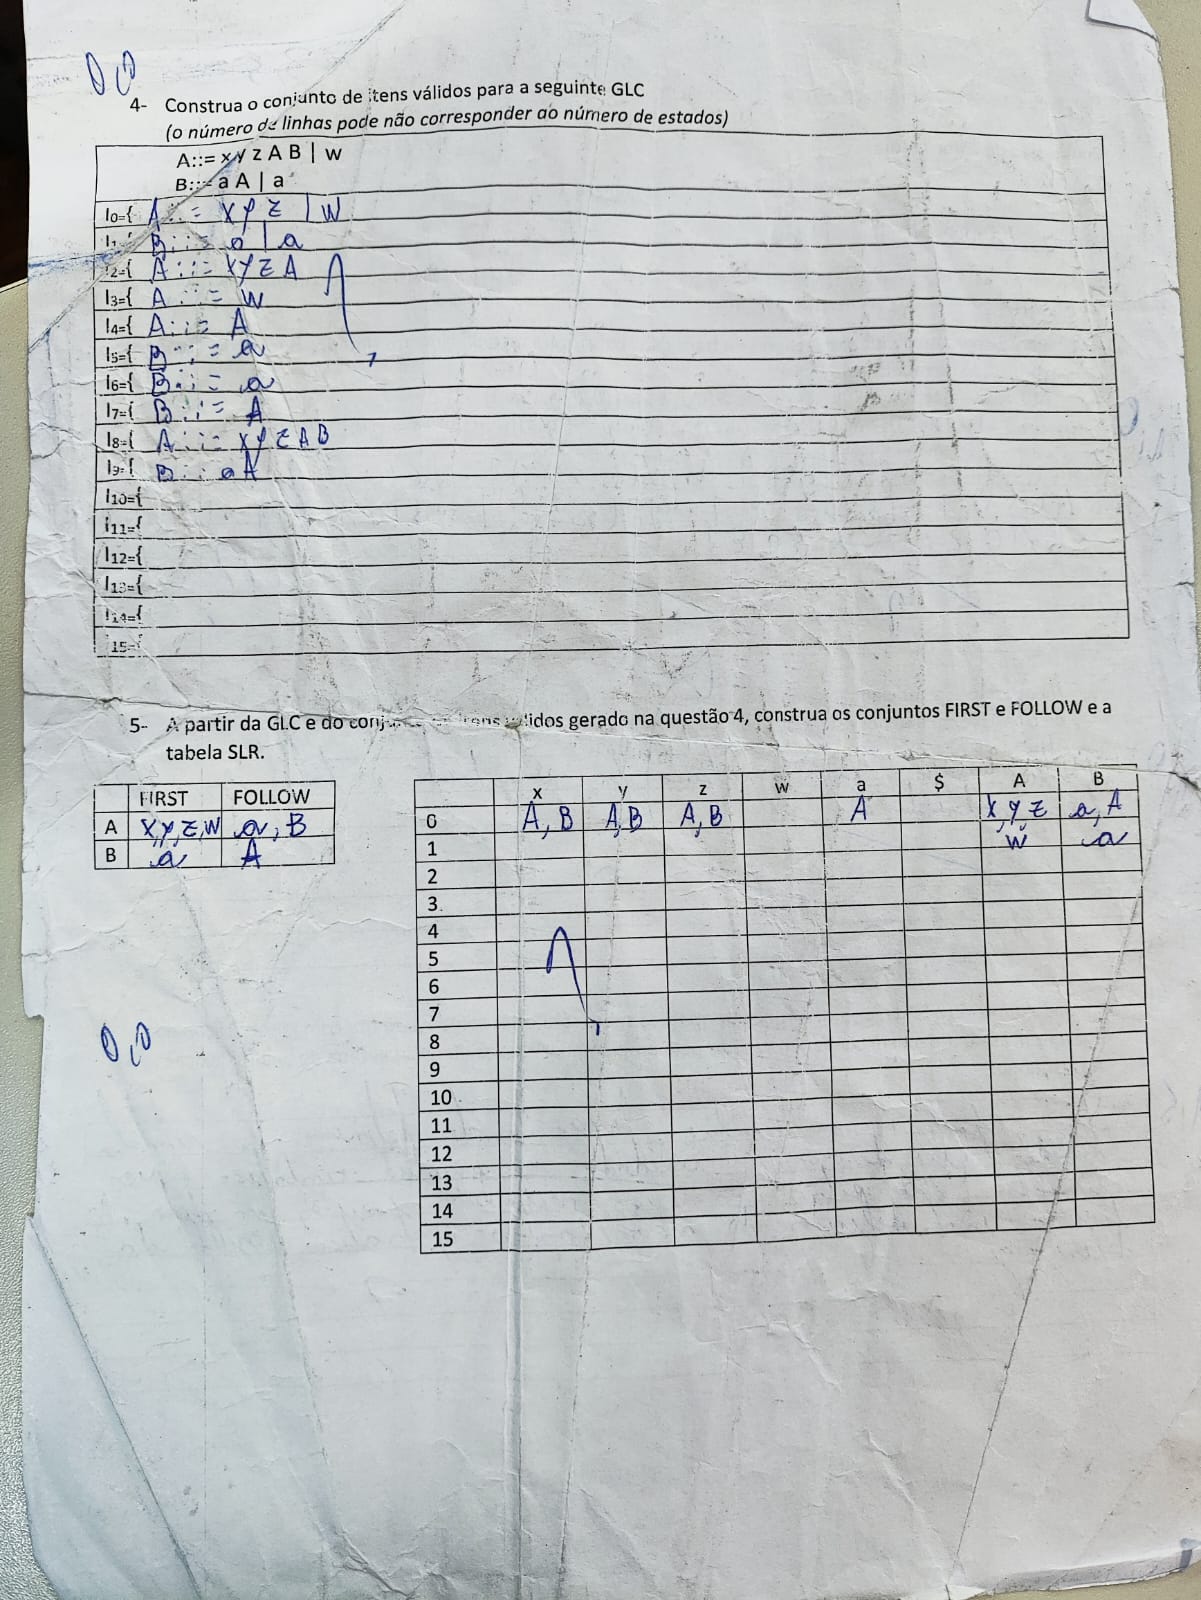 0,0
4- Construa o conjunto de itens válidos para a seguinte GLC
(o número de linhas pode não corresponder ao número de estados)
A::= x y z A B | w
B::= a A | a
I0={ A::= X Y Z | W
I1={ B::= a | a
I2={ A::= XYZ A
I3={ A::= W
I4={ A::= A
I5={ B::= a
I6={ B::= a
I7={ B::= A
I8={ A::= XYZAB
I9={ B:: aA
I10={
I11={
I12={
I13={
I14={
I15={
5- A partir da GLC e do conjunto válidos gerado na questão 4, construa os conjuntos FIRST e FOLLOW e a
tabela SLR.
FIRST FOLLOW
A X,Y,Z,W a, B
B a A
x y z w a $ A B
0 A, B A,B A, B A X,Y,Z,W a, A
1 a
2
3
4
5
6
7
8
9
10
11
12
13
14
15
0,0